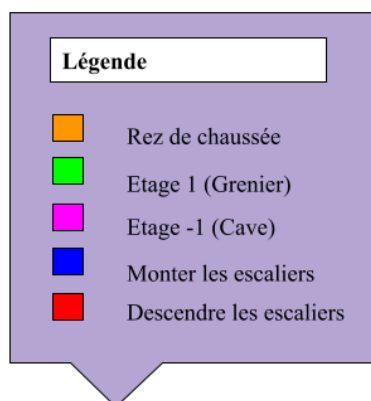 Légende
Rez de chaussée
Etage 1 (Grenier)
Etage -1 (Cave)
Monter les escaliers
Descendre les escaliers